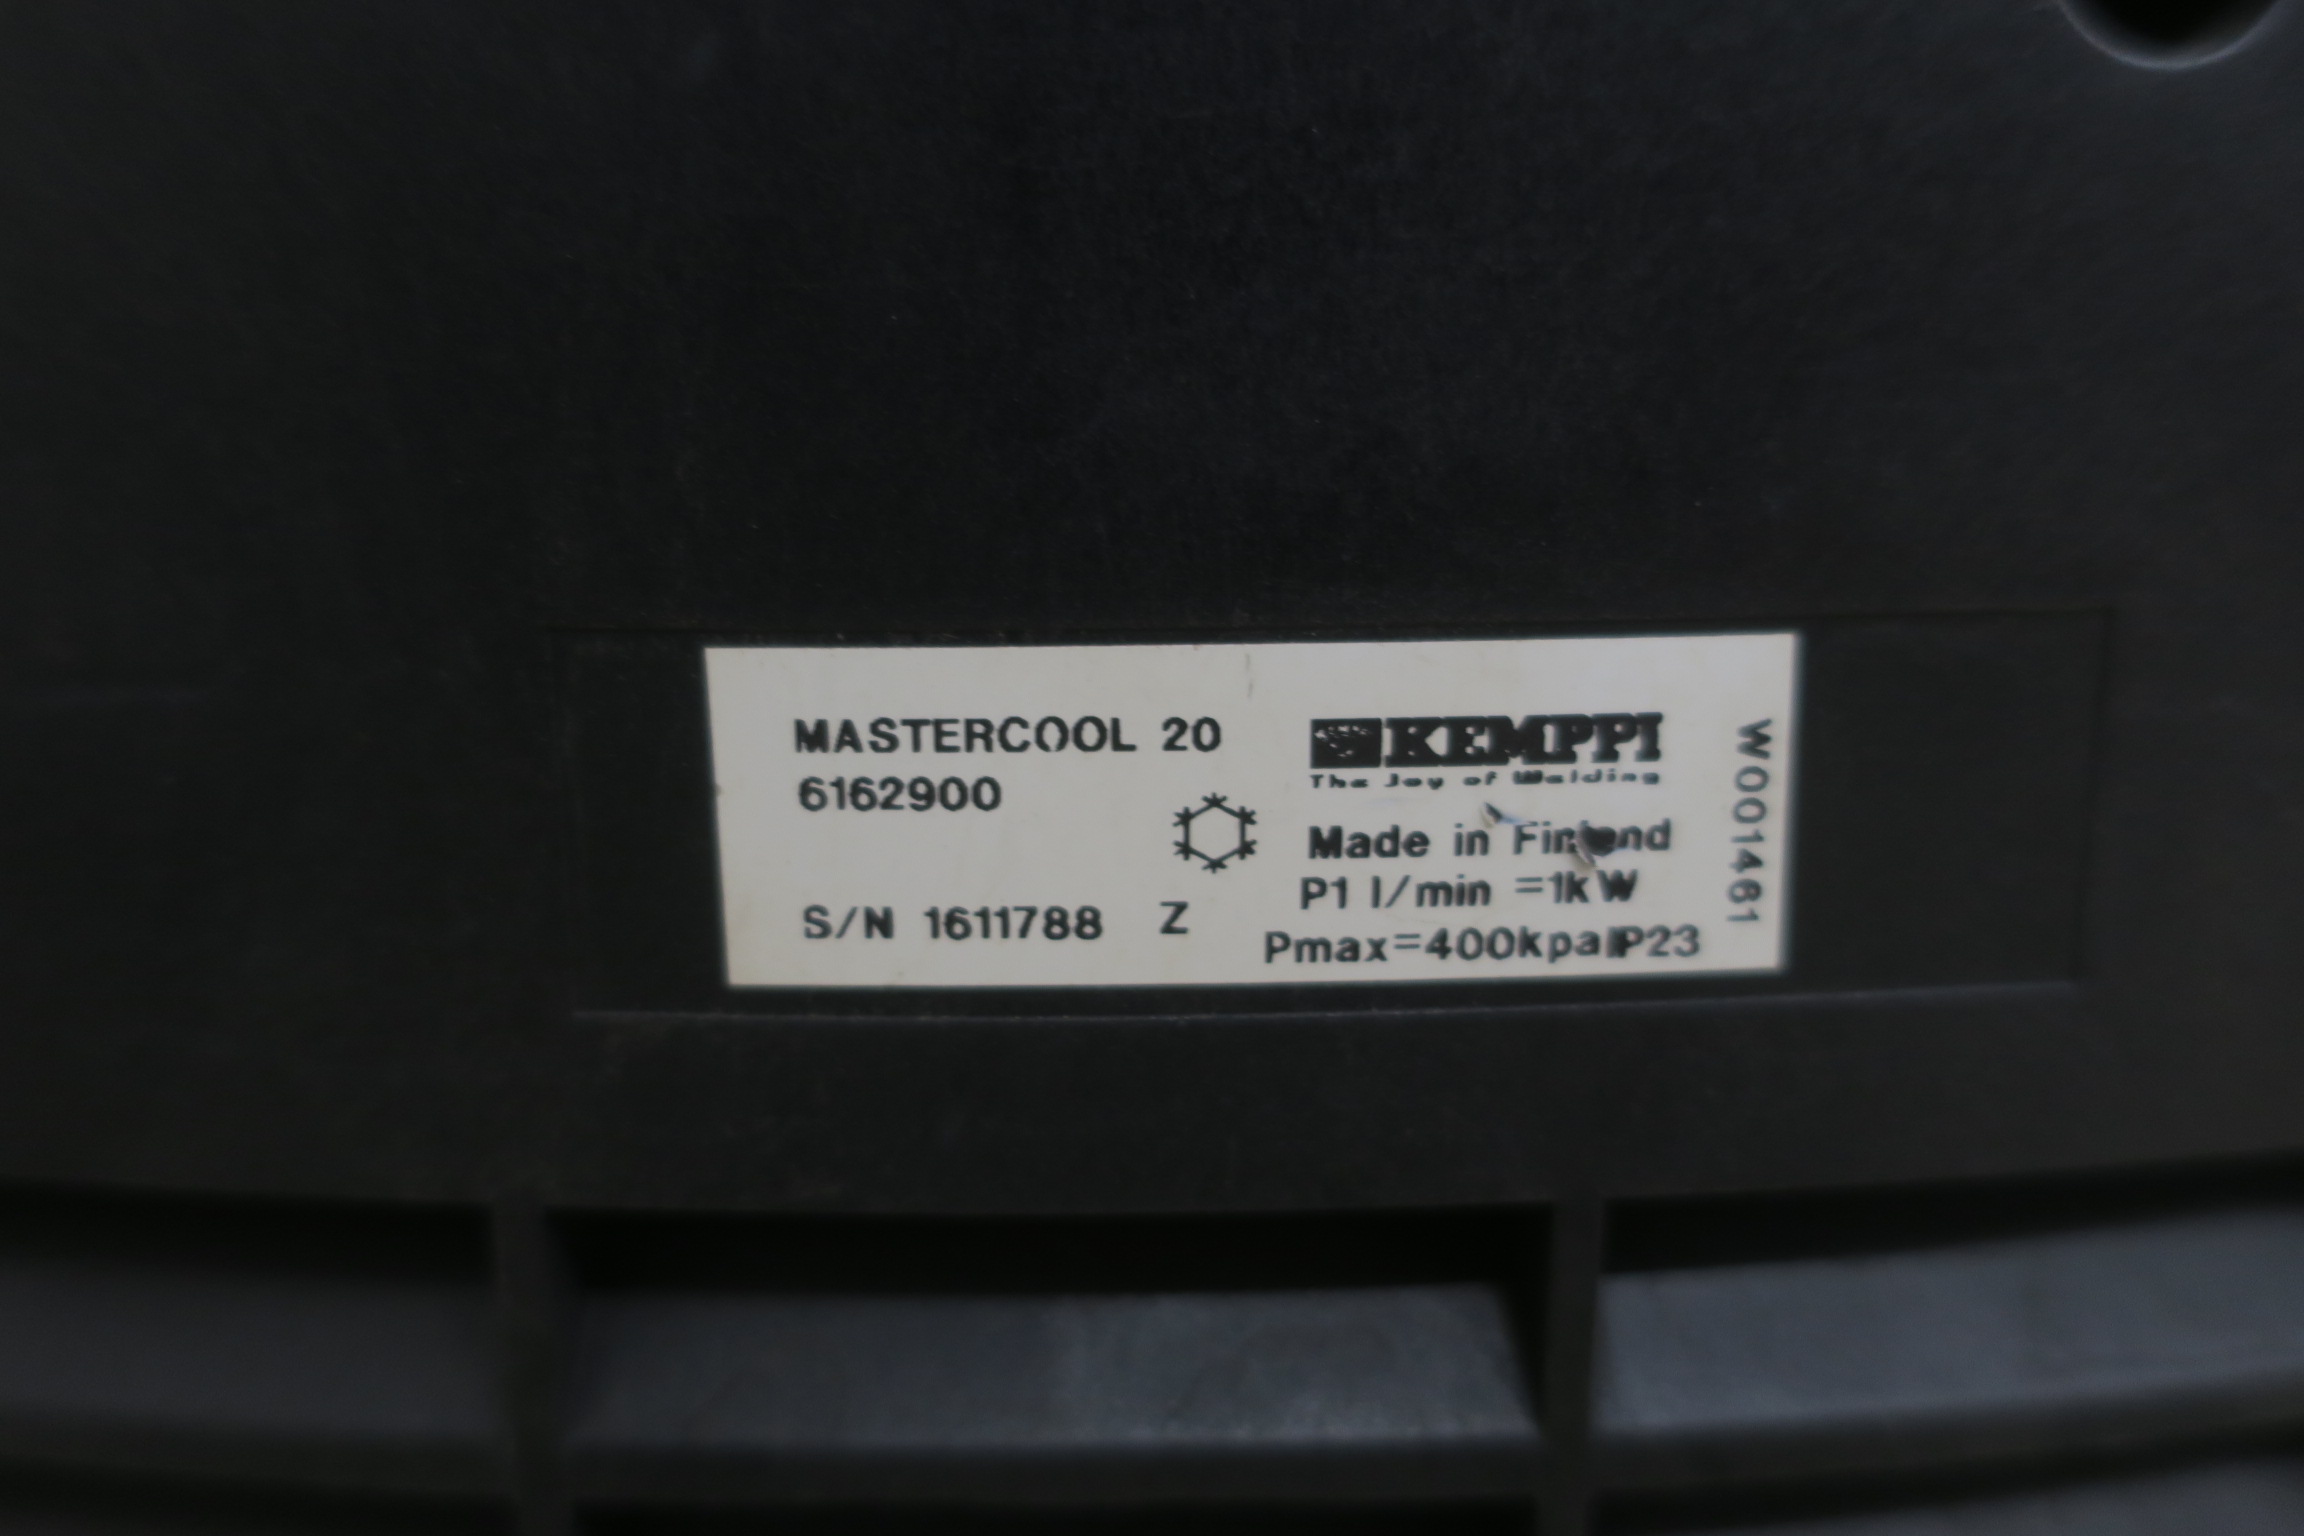 MASTERCOOL 20
6162900
S/N 1611788 Z
KEMPPI
The Joy of Welding
Made in Finland
P1 l/min =1kW
Pmax=400kpa IP23
W001461